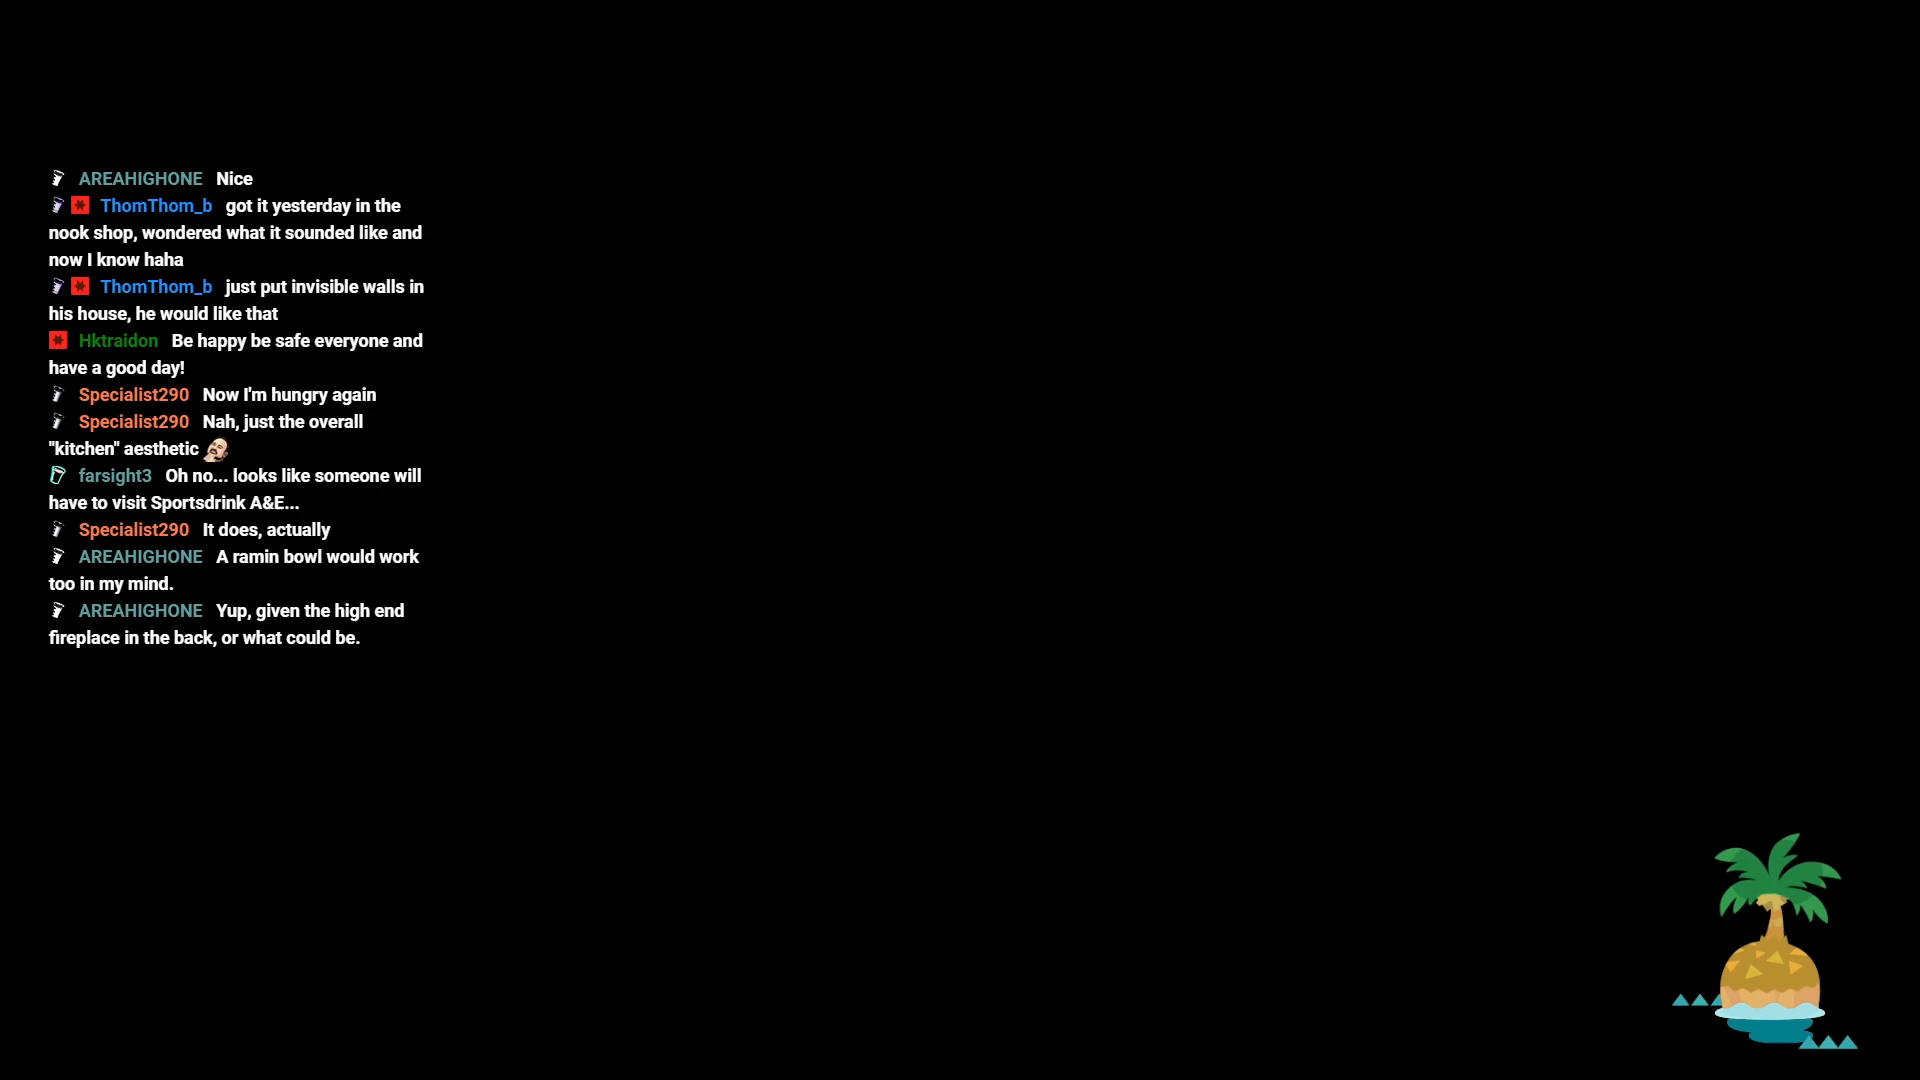 AREAHIGHONE Nice
ThomThom_b got it yesterday in the
nook shop, wondered what it sounded like and
now I know haha
ThomThom_b just put invisible walls in
his house, he would like that
Hktraidon Be happy be safe everyone and
have a good day!
Specialist290 Now I'm hungry again
Specialist290 Nah, just the overall
"kitchen" aesthetic
farsight3 Oh no... looks like someone will
have to visit Sportsdrink A&E...
Specialist290 It does, actually
AREAHIGHONE A ramin bowl would work
too in my mind.
AREAHIGHONE Yup, given the high end
fireplace in the back, or what could be.